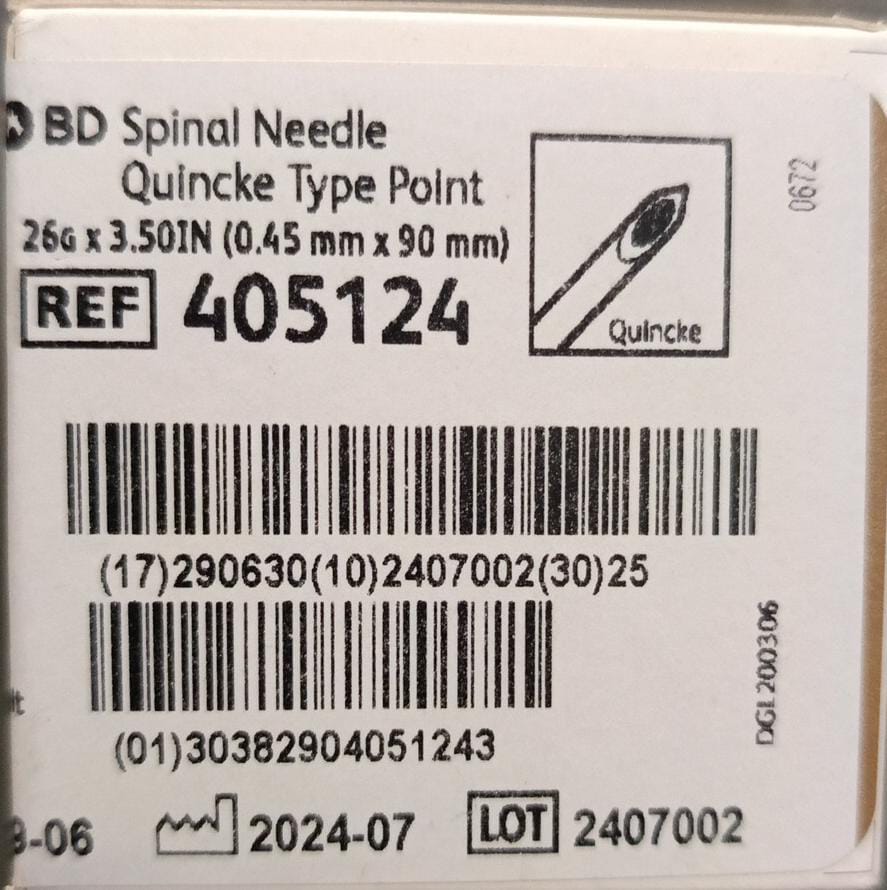 BD Spinal Needle
Quincke Type Point
26G x 3.50IN (0.45 mm x 90 mm)
REF 405124
Quincke
0672
(17)290630(10)2407002(30)25
(01)30382904051243
DGL200306
-06 2024-07 LOT 2407002